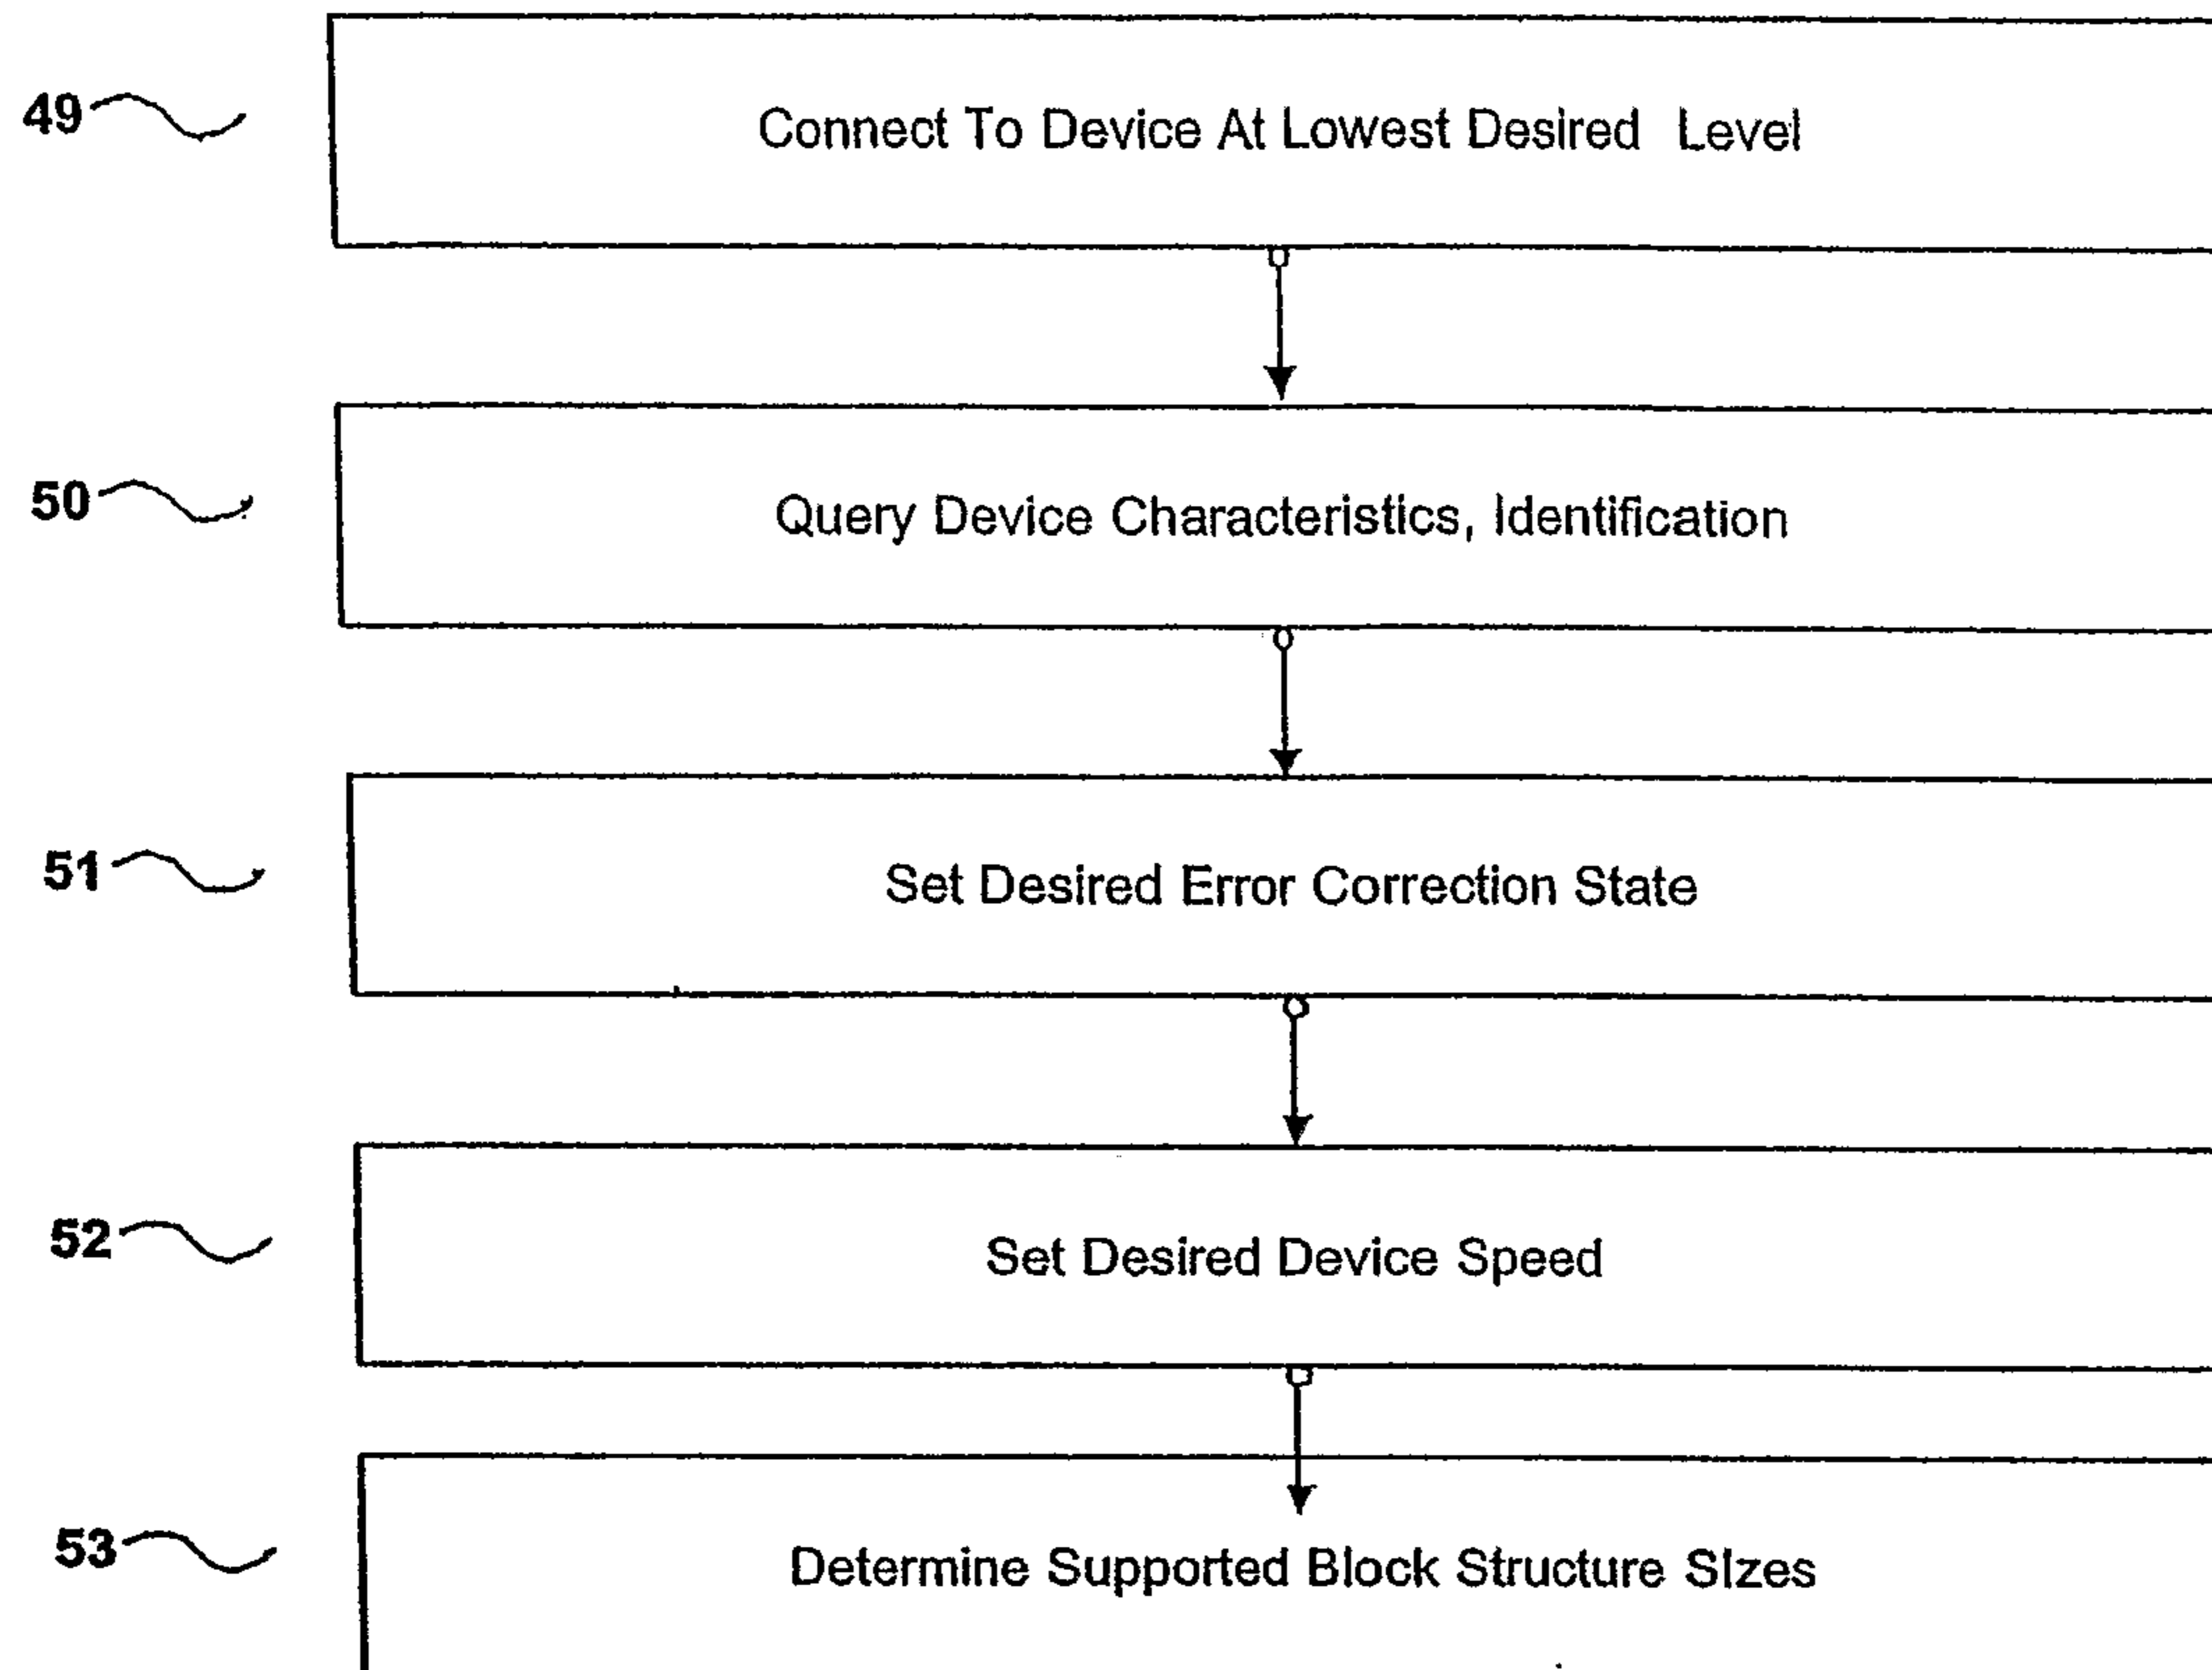 49 Connect To Device At Lowest Desired Level
50 Query Device Characteristics, Identification
51 Set Desired Error Correction State
52 Set Desired Device Speed
53 Determine Supported Block Structure SIzes